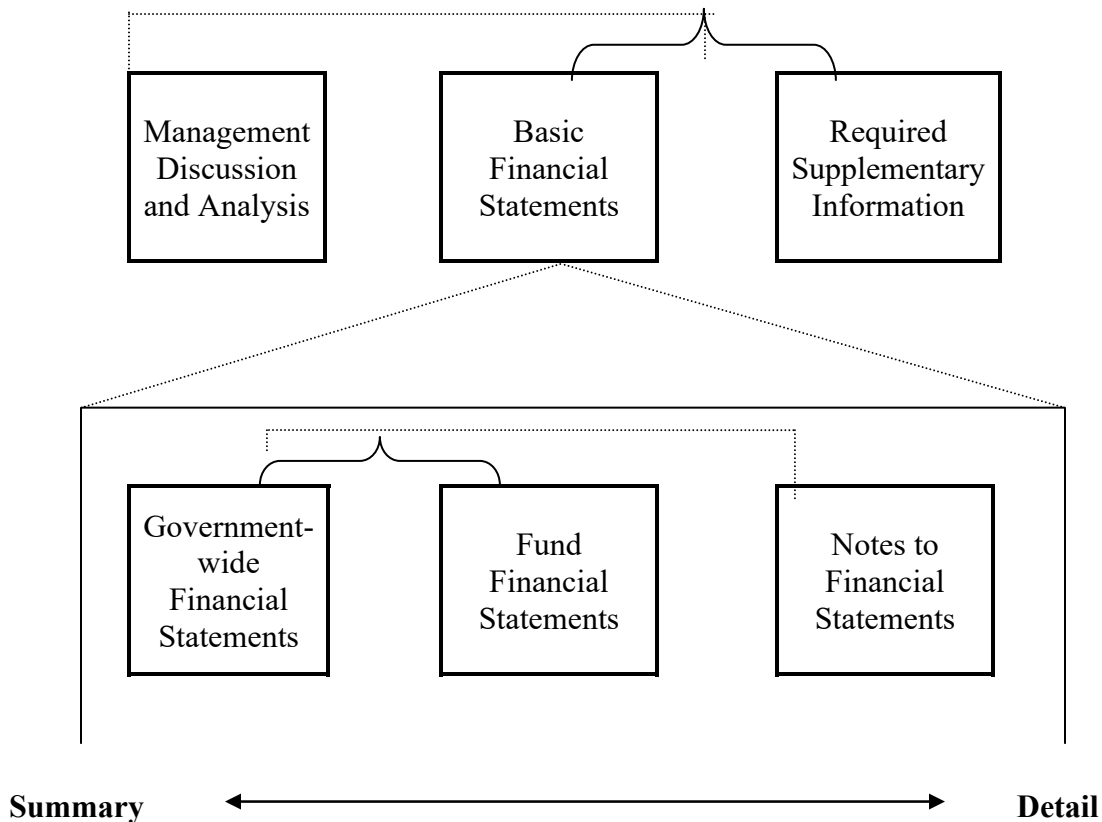 Management
Discussion
and Analysis
Basic
Financial
Statements
Required
Supplementary
Information
Government-
wide
Financial
Statements
Fund
Financial
Statements
Notes to
Financial
Statements
Summary
Detail